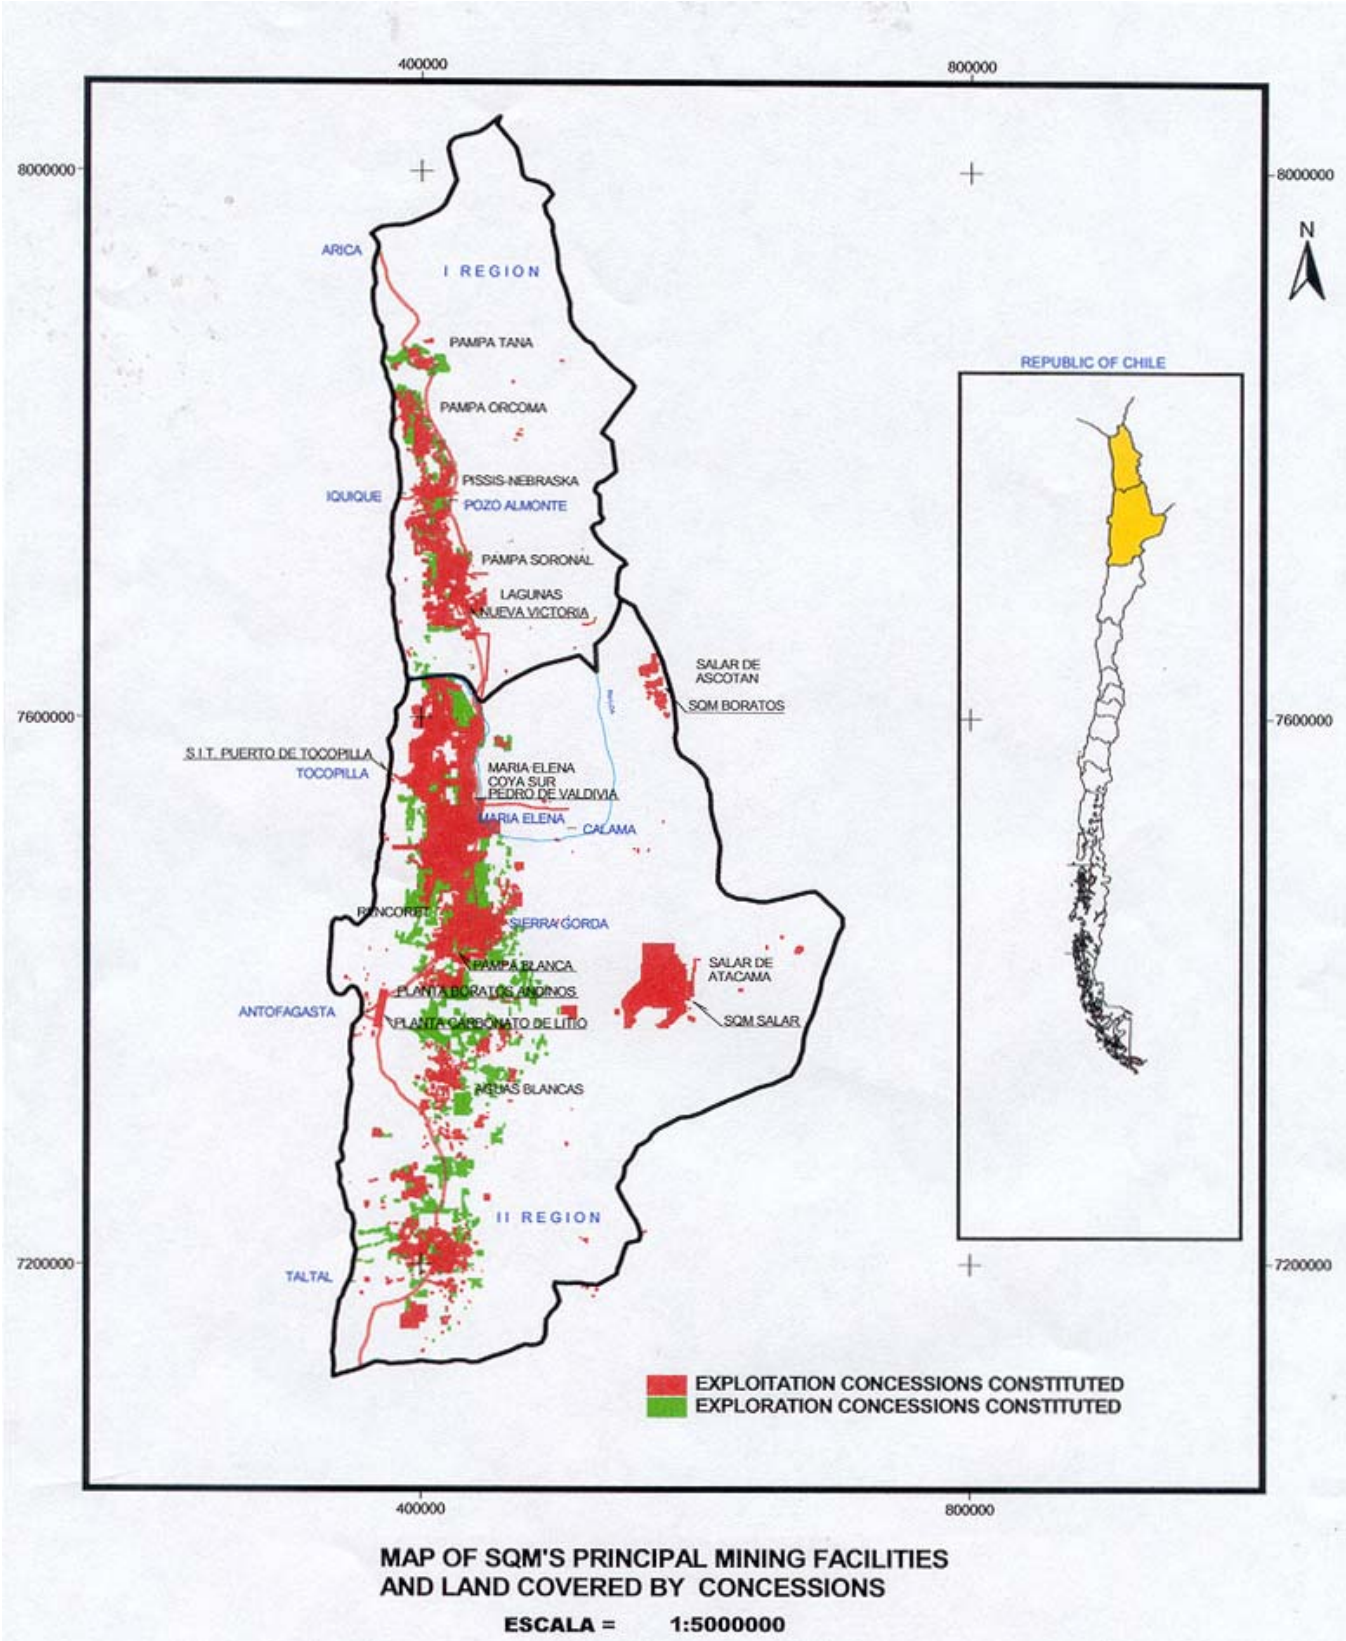 400000
800000
8000000
8000000
N
ARICA
I REGION
PAMPA TANA
REPUBLIC OF CHILE
PAMPA ORCOMA
PISSIS-NEBRASKA
IQUIQUE
POZO ALMONTE
PAMPA SORONAL
LAGUNAS
NUEVA VICTORIA
SALAR DE
ASCOTAN
SQM BORATOS
7600000
7600000
S.I.T. PUERTO DE TOCOPILLA
TOCOPILLA
MARIA ELENA
COYA SUR
PEDRO DE VALDIVIA
MARIA ELENA
CALAMA
RENCORET
SIERRA GORDA
PAMPA BLANCA
SALAR DE
ATACAMA
PLANTA BORATOS ANDINOS
ANTOFAGASTA
PLANTA CARBONATO DE LITIO
SQM SALAR
AGUAS BLANCAS
II REGION
7200000
7200000
TALTAL
EXPLOITATION CONCESSIONS CONSTITUTED
EXPLORATION CONCESSIONS CONSTITUTED
400000
800000
MAP OF SQM'S PRINCIPAL MINING FACILITIES
AND LAND COVERED BY CONCESSIONS
ESCALA = 1:5000000